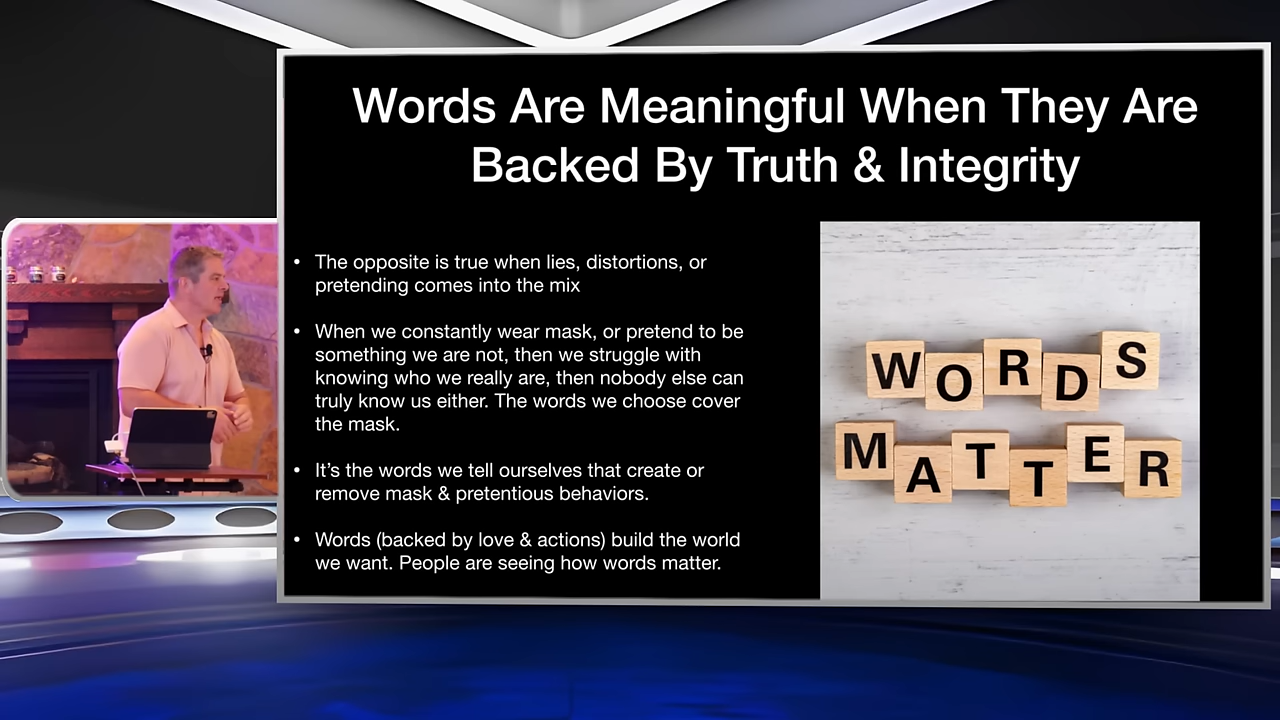 Words Are Meaningful When They Are
Backed By Truth & Integrity
• The opposite is true when lies, distortions, or
pretending comes into the mix
• When we constantly wear mask, or pretend to be
something we are not, then we struggle with
knowing who we really are, then nobody else can
truly know us either. The words we choose cover
the mask.
• It’s the words we tell ourselves that create or
remove mask & pretentious behaviors.
• Words (backed by love & actions) build the world
we want. People are seeing how words matter.
WORDS
MATTER